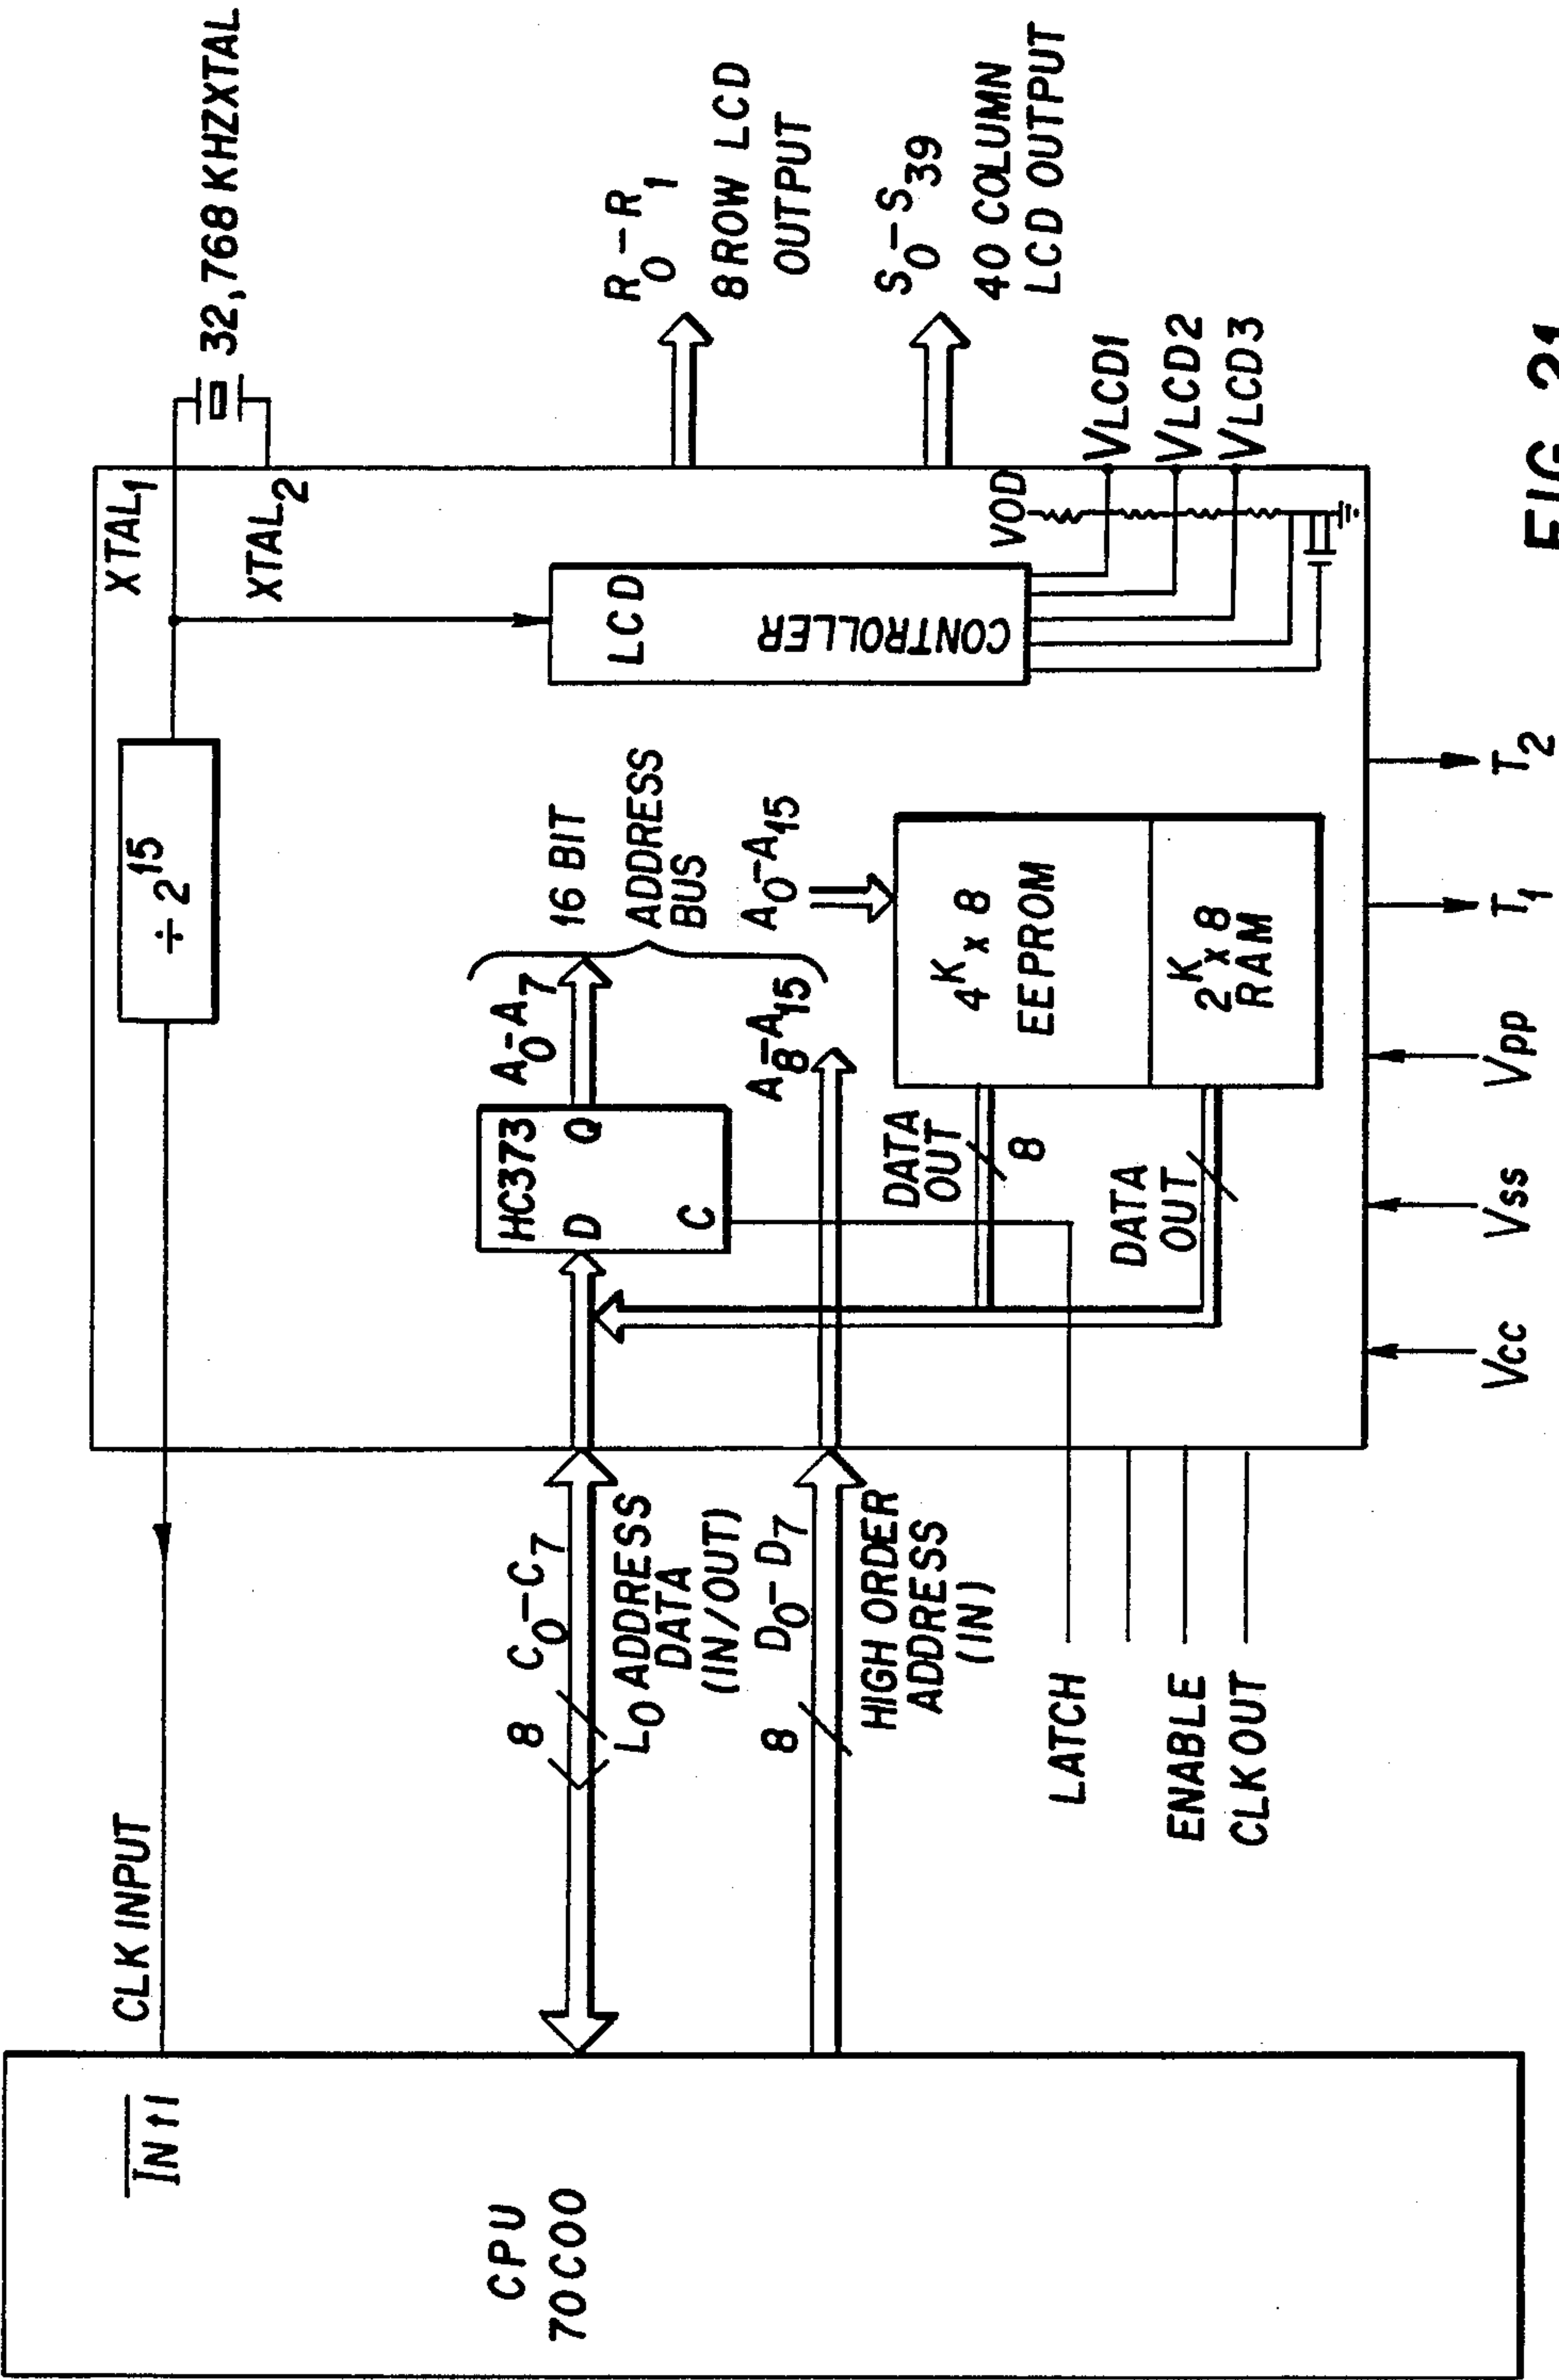 CPU
70C00
INT1
CLK INPUT
8
C0-C7
LO ADDRESS
DATA
(IN/OUT)
8
D0-D7
HIGH ORDER
ADDRESS
(IN)
LATCH
ENABLE
CLK OUT
÷ 2^15
HC373
D Q
C
A0-A7
A8-A15
16 BIT
ADDRESS
BUS
A0-A15
DATA
OUT
8
DATA
OUT
4K x 8
EEPROM
2K x 8
RAM
XTAL1
XTAL2
32,768 KHZXTAL
LCD
CONTROLLER
VOD
R0-R1
8 ROW LCD
OUTPUT
S0-S39
40 COLUMN
LCD OUTPUT
VLCD1
VLCD2
VLCD3
Vcc
Vss
Vpp
T1
T2